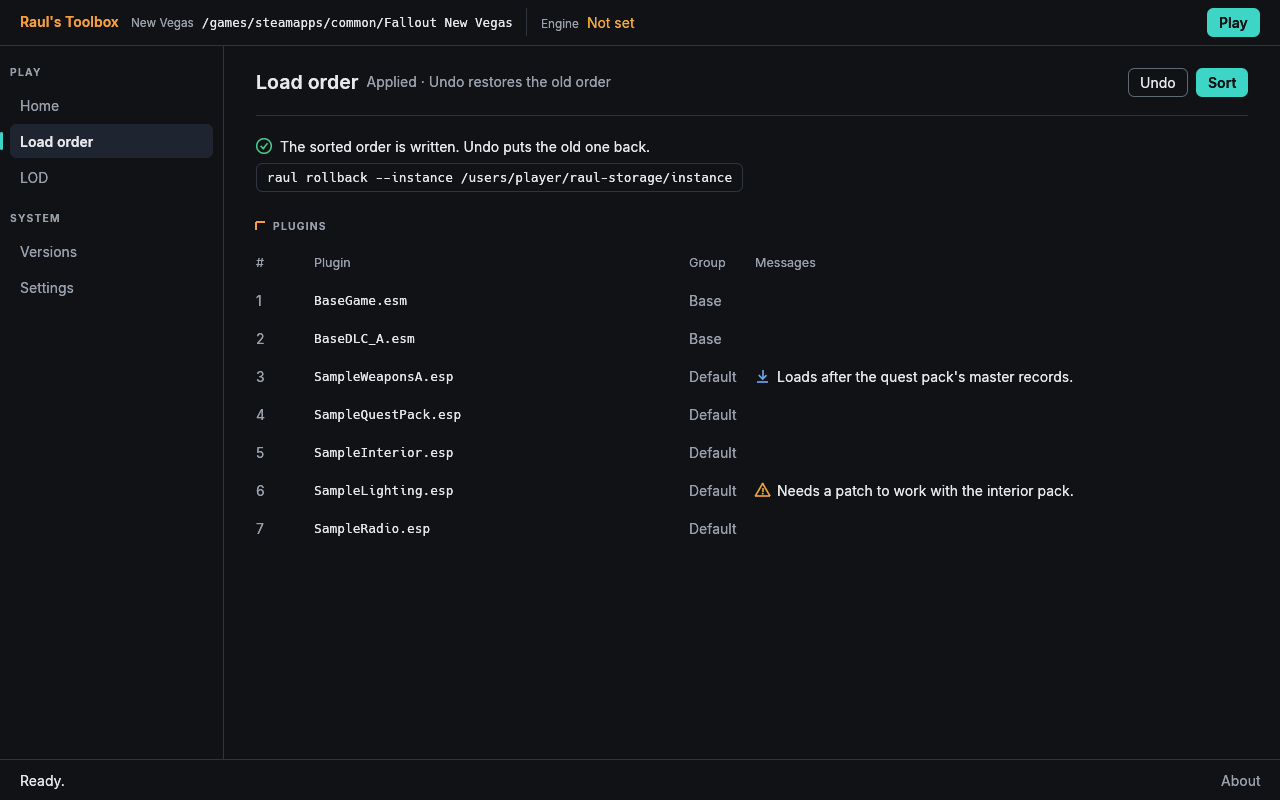 Raul's Toolbox New Vegas /games/steamapps/common/Fallout New Vegas Engine Not set Play
PLAY
Home
Load order
LOD
SYSTEM
Versions
Settings
Load order Applied · Undo restores the old order Undo Sort
The sorted order is written. Undo puts the old one back.
raul rollback --instance /users/player/raul-storage/instance
PLUGINS
# Plugin Group Messages
1 BaseGame.esm Base
2 BaseDLC_A.esm Base
3 SampleWeaponsA.esp Default Loads after the quest pack's master records.
4 SampleQuestPack.esp Default
5 SampleInterior.esp Default
6 SampleLighting.esp Default Needs a patch to work with the interior pack.
7 SampleRadio.esp Default
Ready. About